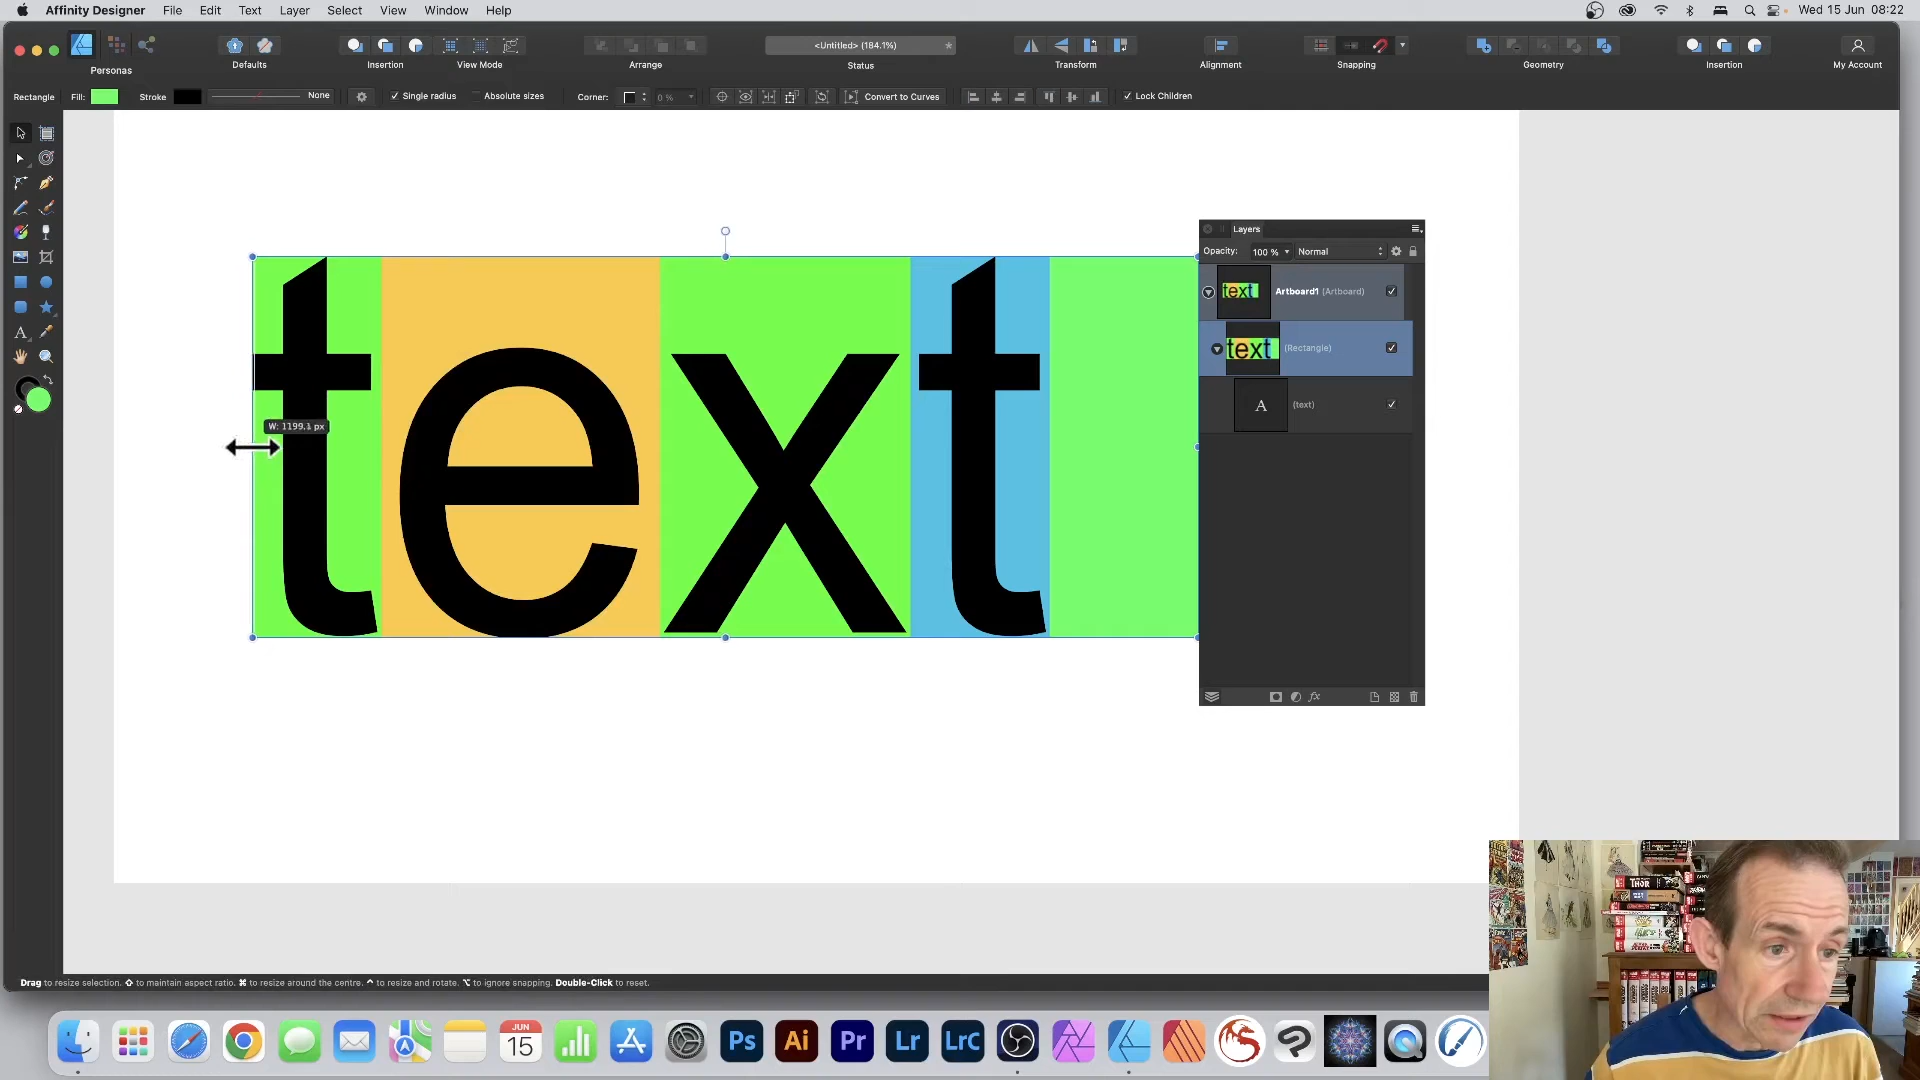 Affinity Designer File Edit Text Layer Select View Window Help Wed 15 Jun 08:22
Personas Defaults Insertion View Mode Arrange <Untitled> (184.1%) * Status Transform Alignment Snapping Geometry Insertion My Account
Rectangle Fill: Stroke None Single radius Absolute sizes Corner: 0 % Convert to Curves Lock Children
Layers
Opacity: 100 % Normal
text Artboard1 (Artboard)
text (Rectangle)
A (text)
fx
text
W: 1199.1 px
A
Drag to resize selection. ⇧ to maintain aspect ratio. ⌘ to resize around the centre. ^ to resize and rotate. ⌥ to ignore snapping. Double-Click to reset.
THOR
JUN
15
Ps Ai Pr Lr LrC